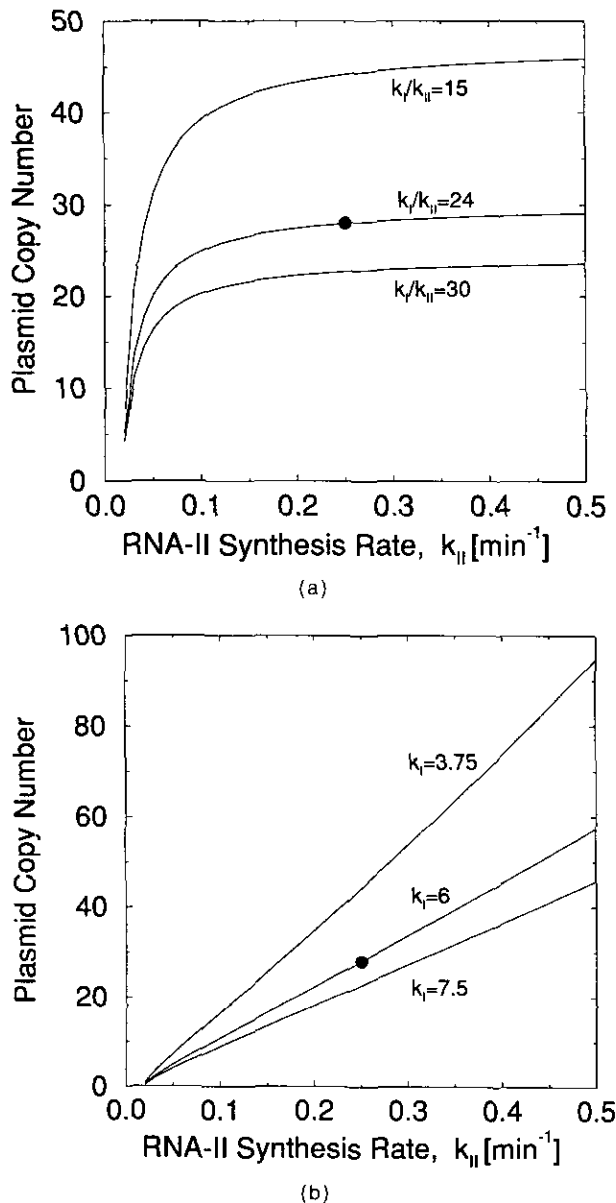 50
40
30
20
10
0
Plasmid Copy Number
k_I/k_II=15
k_I/k_II=24
k_I/k_II=30
0.0 0.1 0.2 0.3 0.4 0.5
RNA-II Synthesis Rate, k_II [min⁻¹]
(a)
100
80
60
40
20
0
Plasmid Copy Number
k_I=3.75
k_I=6
k_I=7.5
0.0 0.1 0.2 0.3 0.4 0.5
RNA-II Synthesis Rate, k_II [min⁻¹]
(b)